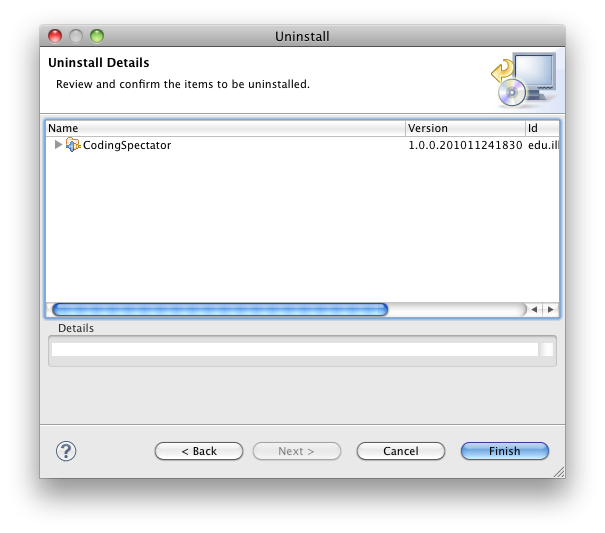 Uninstall
Uninstall Details
Review and confirm the items to be uninstalled.
Name Version Id
CodingSpectator 1.0.0.201011241830 edu.ill
Details
? < Back Next > Cancel Finish